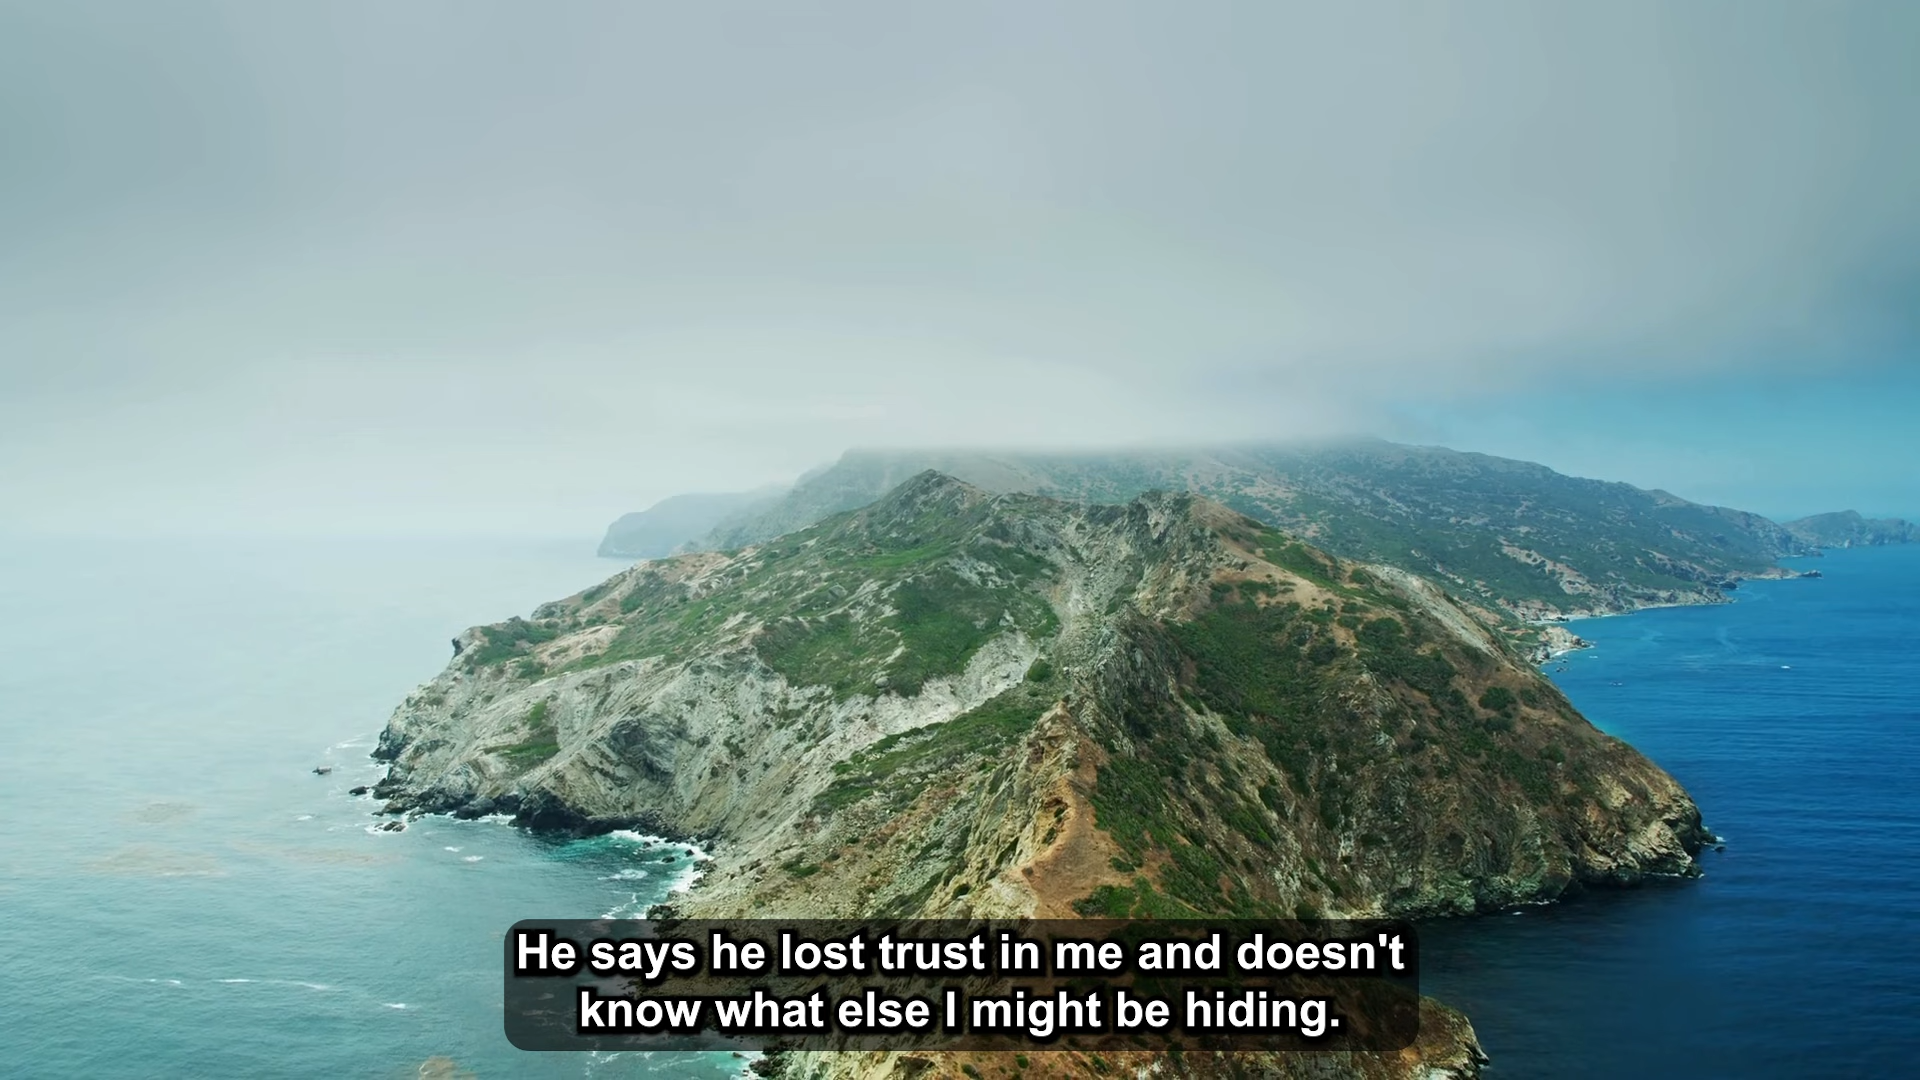 He says he lost trust in me and doesn't
know what else I might be hiding.